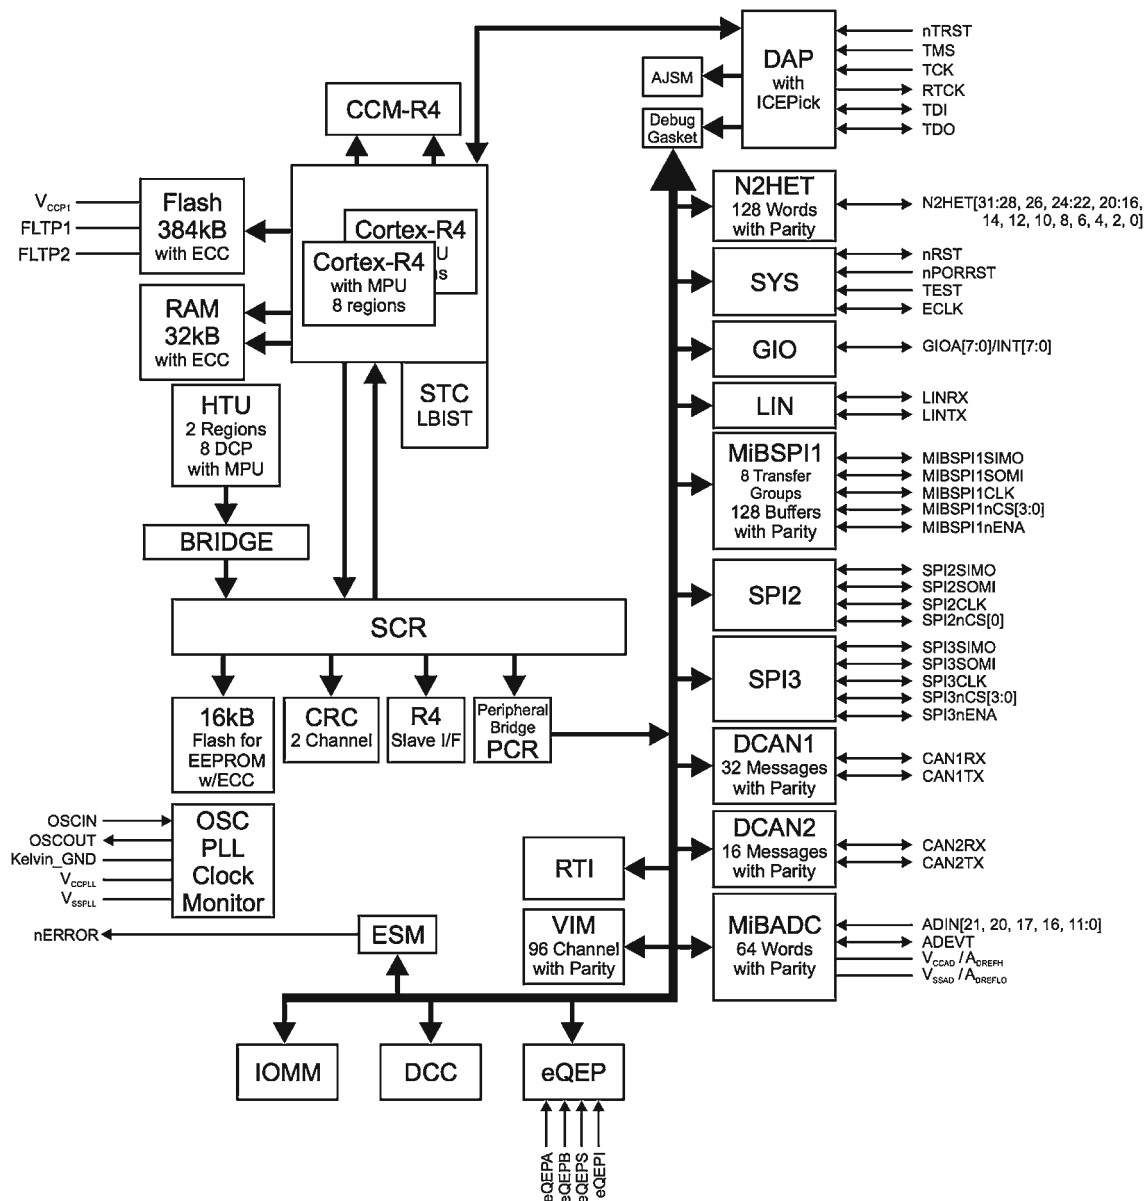 DAP
with
ICEPick
nTRST
TMS
TCK
RTCK
TDI
TDO
AJSM
Debug
Gasket
CCM-R4
V_CCP1
FLTP1
FLTP2
Flash
384kB
with ECC
Cortex-R4
U
ns
Cortex-R4
with MPU
8 regions
RAM
32kB
with ECC
STC
LBIST
HTU
2 Regions
8 DCP
with MPU
BRIDGE
SCR
16kB
Flash for
EEPROM
w/ECC
CRC
2 Channel
R4
Slave I/F
Peripheral
Bridge
PCR
OSCIN
OSCOUT
Kelvin_GND
V_CCPLL
V_SSPLL
OSC
PLL
Clock
Monitor
nERROR
ESM
RTI
VIM
96 Channel
with Parity
IOMM
DCC
eQEP
eQEPA
eQEPB
eQEPS
eQEPI
N2HET
128 Words
with Parity
N2HET[31:28, 26, 24:22, 20:16,
14, 12, 10, 8, 6, 4, 2, 0]
SYS
nRST
nPORRST
TEST
ECLK
GIO
GIOA[7:0]/INT[7:0]
LIN
LINRX
LINTX
MiBSPI1
8 Transfer
Groups
128 Buffers
with Parity
MIBSPI1SIMO
MIBSPI1SOMI
MIBSPI1CLK
MIBSPI1nCS[3:0]
MIBSPI1nENA
SPI2
SPI2SIMO
SPI2SOMI
SPI2CLK
SPI2nCS[0]
SPI3
SPI3SIMO
SPI3SOMI
SPI3CLK
SPI3nCS[3:0]
SPI3nENA
DCAN1
32 Messages
with Parity
CAN1RX
CAN1TX
DCAN2
16 Messages
with Parity
CAN2RX
CAN2TX
MiBADC
64 Words
with Parity
ADIN[21, 20, 17, 16, 11:0]
ADEVT
V_CCAD / A_DREFH
V_SSAD / A_DREFLO